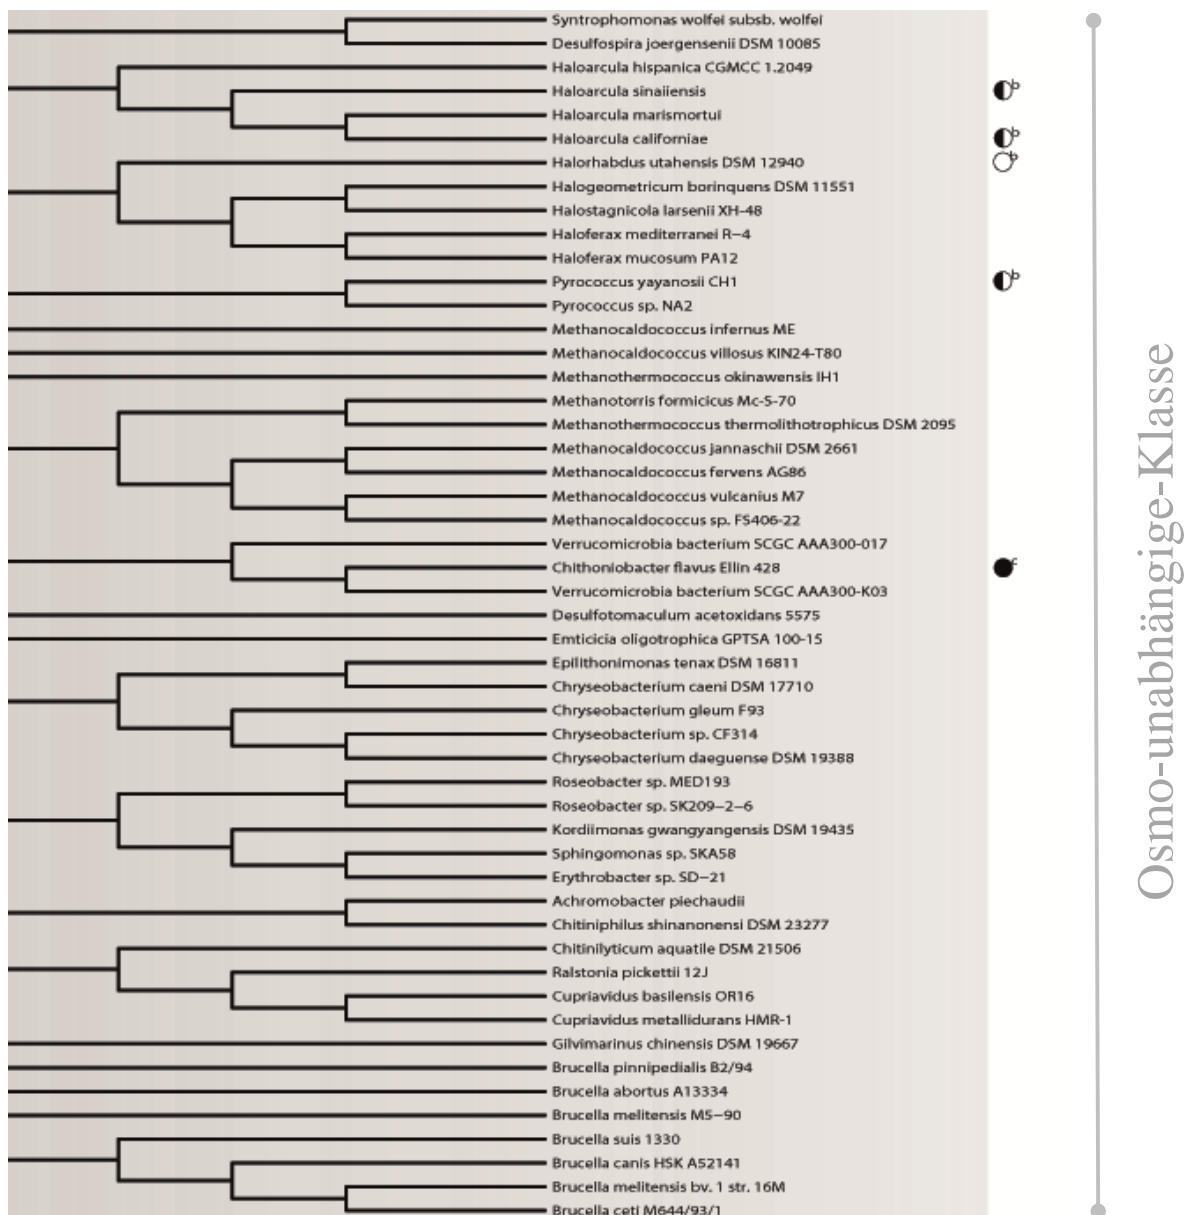 Syntrophomonas wolfei subsb. wolfei
Desulfospira joergensenii DSM 10085
Haloarcula hispanica CGMCC 1.2049
Haloarcula sinaiiensis
b
Haloarcula marismortui
Haloarcula californiae
b
Halorhabdus utahensis DSM 12940
b
Halogeometricum borinquens DSM 11551
Halostagnicola larsenii XH-48
Haloferax mediterranei R−4
Haloferax mucosum PA12
Pyrococcus yayanosii CH1
b
Pyrococcus sp. NA2
Methanocaldococcus infernus ME
Methanocaldococcus villosus KIN24-T80
Methanothermococcus okinawensis IH1
Methanotorris formicicus Mc-S-70
Methanothermococcus thermolithotrophicus DSM 2095
Methanocaldococcus jannaschii DSM 2661
Methanocaldococcus fervens AG86
Methanocaldococcus vulcanius M7
Methanocaldococcus sp. FS406-22
Verrucomicrobia bacterium SCGC AAA300-017
Chithoniobacter flavus Ellin 428
c
Verrucomicrobia bacterium SCGC AAA300-K03
Desulfotomaculum acetoxidans 5575
Emticicia oligotrophica GPTSA 100-15
Epilithonimonas tenax DSM 16811
Chryseobacterium caeni DSM 17710
Chryseobacterium gleum F93
Chryseobacterium sp. CF314
Chryseobacterium daeguense DSM 19388
Roseobacter sp. MED193
Roseobacter sp. SK209−2−6
Kordiimonas gwangyangensis DSM 19435
Sphingomonas sp. SKA58
Erythrobacter sp. SD−21
Achromobacter piechaudii
Chitiniphilus shinanonensi DSM 23277
Chitinilyticum aquatile DSM 21506
Ralstonia pickettii 12J
Cupriavidus basilensis OR16
Cupriavidus metallidurans HMR-1
Gilvimarinus chinensis DSM 19667
Brucella pinnipedialis B2/94
Brucella abortus A13334
Brucella melitensis M5−90
Brucella suis 1330
Brucella canis HSK A52141
Brucella melitensis bv. 1 str. 16M
Brucella ceti M644/93/1
Osmo-unabhängige-Klasse